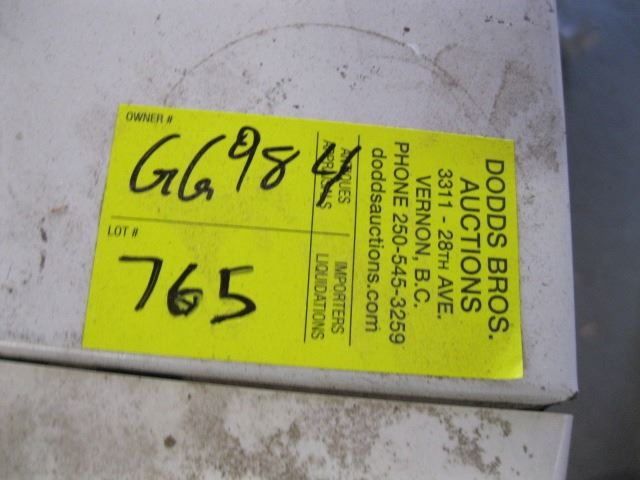 DODDS BROS.
AUCTIONS
3311 - 28TH AVE.
VERNON, B.C.
PHONE 250-545-3259
doddsauctions.com
ANTIQUES IMPORTERS
APPRAISALS LIQUIDATIONS
OWNER #
GG984
LOT #
765